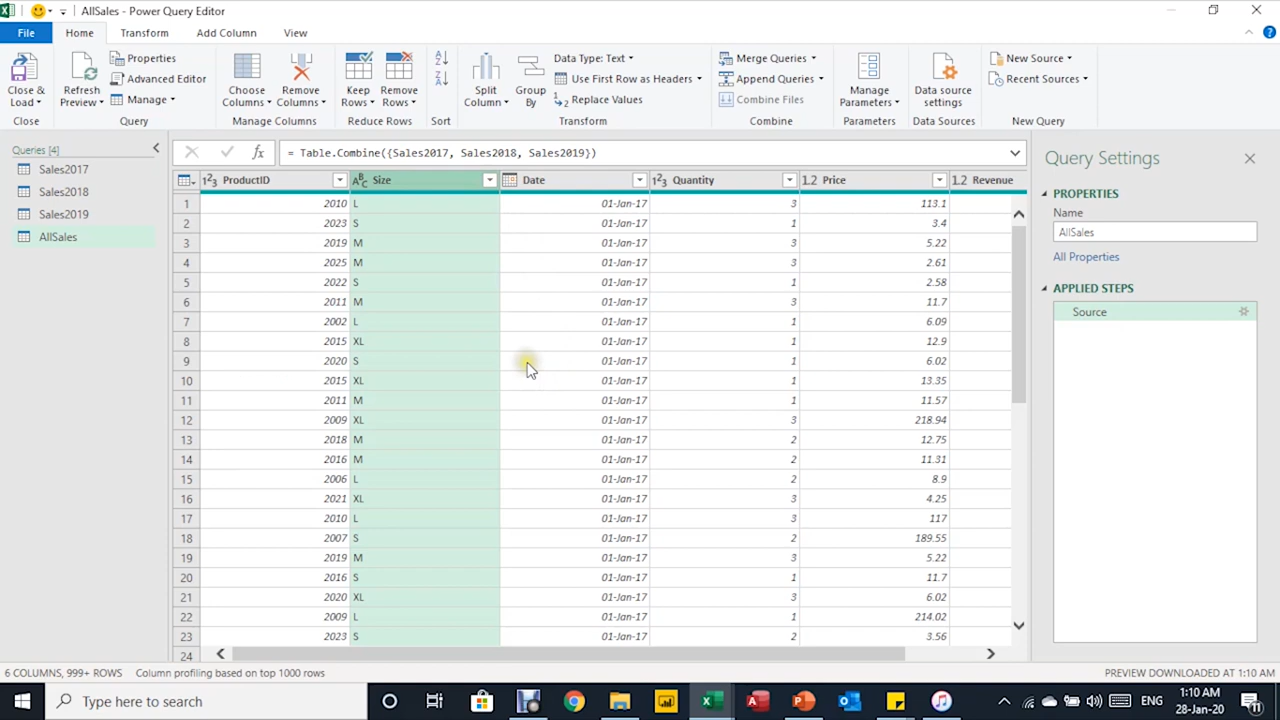 AllSales - Power Query Editor
File Home Transform Add Column View
Close & Load
Close
Refresh Preview
Properties
Advanced Editor
Manage
Query
Choose Columns
Remove Columns
Manage Columns
Keep Rows
Remove Rows
Reduce Rows
Sort
Split Column
Group By
Data Type: Text
Use First Row as Headers
Replace Values
Transform
Merge Queries
Append Queries
Combine Files
Combine
Manage Parameters
Parameters
Data source settings
Data Sources
New Source
Recent Sources
New Query
Queries [4]
Sales2017
Sales2018
Sales2019
AllSales
fx = Table.Combine({Sales2017, Sales2018, Sales2019})
ProductID Size Date Quantity Price Revenue
1 2010 L 01-Jan-17 3 113.1
2 2023 S 01-Jan-17 1 3.4
3 2019 M 01-Jan-17 3 5.22
4 2025 M 01-Jan-17 3 2.61
5 2022 S 01-Jan-17 1 2.58
6 2011 M 01-Jan-17 3 11.7
7 2002 L 01-Jan-17 1 6.09
8 2015 XL 01-Jan-17 1 12.9
9 2020 S 01-Jan-17 1 6.02
10 2015 XL 01-Jan-17 1 13.35
11 2011 M 01-Jan-17 1 11.57
12 2009 XL 01-Jan-17 3 218.94
13 2018 M 01-Jan-17 2 12.75
14 2016 M 01-Jan-17 2 11.31
15 2006 L 01-Jan-17 2 8.9
16 2021 XL 01-Jan-17 3 4.25
17 2010 L 01-Jan-17 3 117
18 2007 S 01-Jan-17 2 189.55
19 2019 M 01-Jan-17 3 5.22
20 2016 S 01-Jan-17 1 11.7
21 2020 XL 01-Jan-17 3 6.02
22 2009 L 01-Jan-17 1 214.02
23 2023 S 01-Jan-17 2 3.56
24
Query Settings
PROPERTIES
Name
AllSales
All Properties
APPLIED STEPS
Source
6 COLUMNS, 999+ ROWS Column profiling based on top 1000 rows PREVIEW DOWNLOADED AT 1:10 AM
Type here to search
ENG
1:10 AM
28-Jan-20